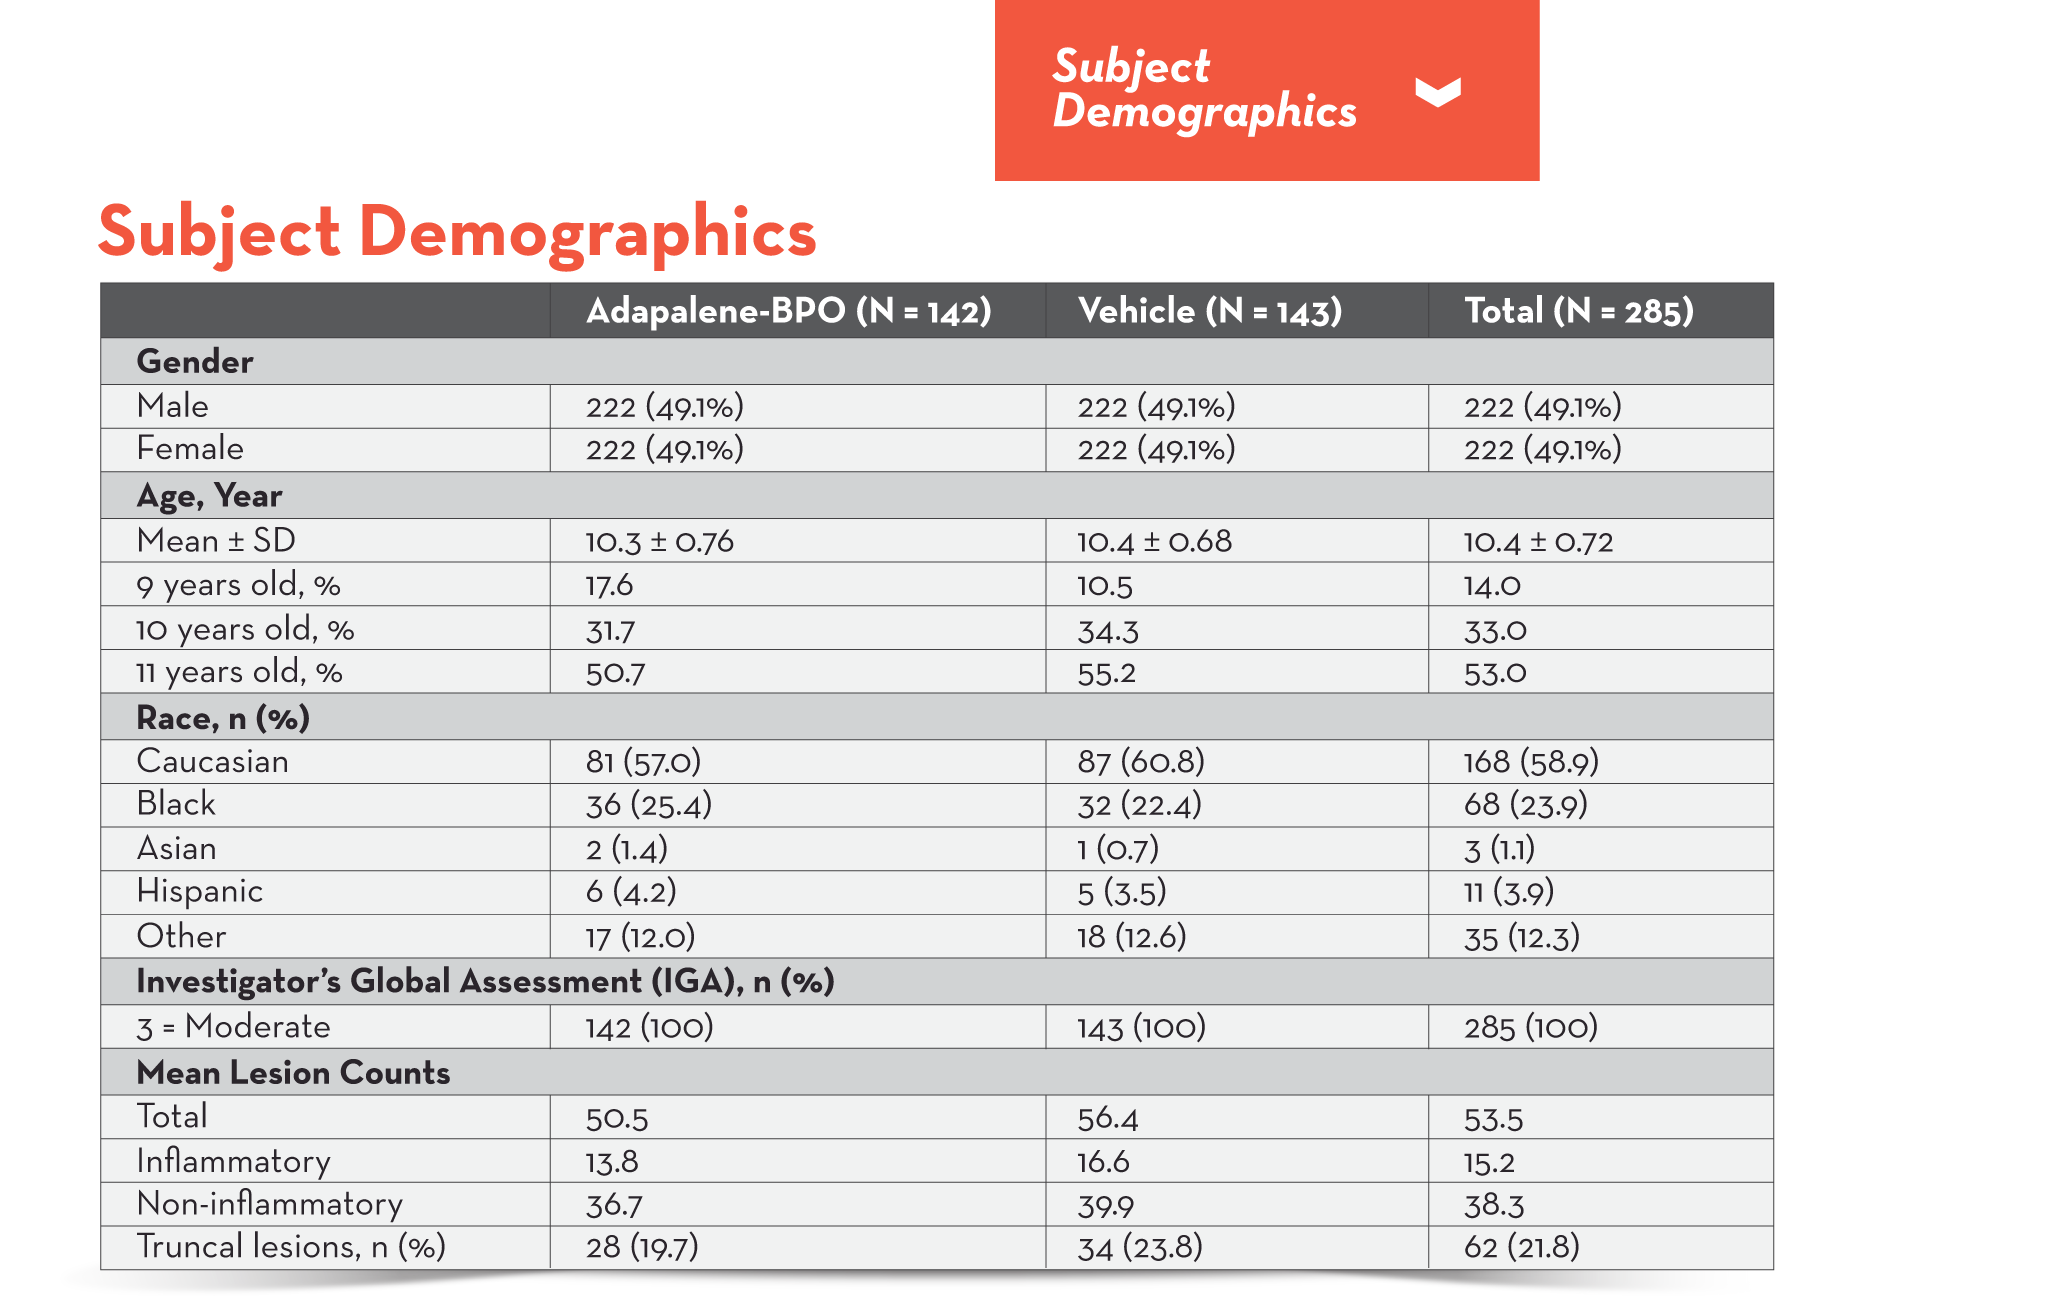 Subject
Demographics
Subject Demographics
Adapalene-BPO (N = 142) Vehicle (N = 143) Total (N = 285)
Gender
Male 222 (49.1%) 222 (49.1%) 222 (49.1%)
Female 222 (49.1%) 222 (49.1%) 222 (49.1%)
Age, Year
Mean ± SD 10.3 ± 0.76 10.4 ± 0.68 10.4 ± 0.72
9 years old, % 17.6 10.5 14.0
10 years old, % 31.7 34.3 33.0
11 years old, % 50.7 55.2 53.0
Race, n (%)
Caucasian 81 (57.0) 87 (60.8) 168 (58.9)
Black 36 (25.4) 32 (22.4) 68 (23.9)
Asian 2 (1.4) 1 (0.7) 3 (1.1)
Hispanic 6 (4.2) 5 (3.5) 11 (3.9)
Other 17 (12.0) 18 (12.6) 35 (12.3)
Investigator’s Global Assessment (IGA), n (%)
3 = Moderate 142 (100) 143 (100) 285 (100)
Mean Lesion Counts
Total 50.5 56.4 53.5
Inflammatory 13.8 16.6 15.2
Non-inflammatory 36.7 39.9 38.3
Truncal lesions, n (%) 28 (19.7) 34 (23.8) 62 (21.8)